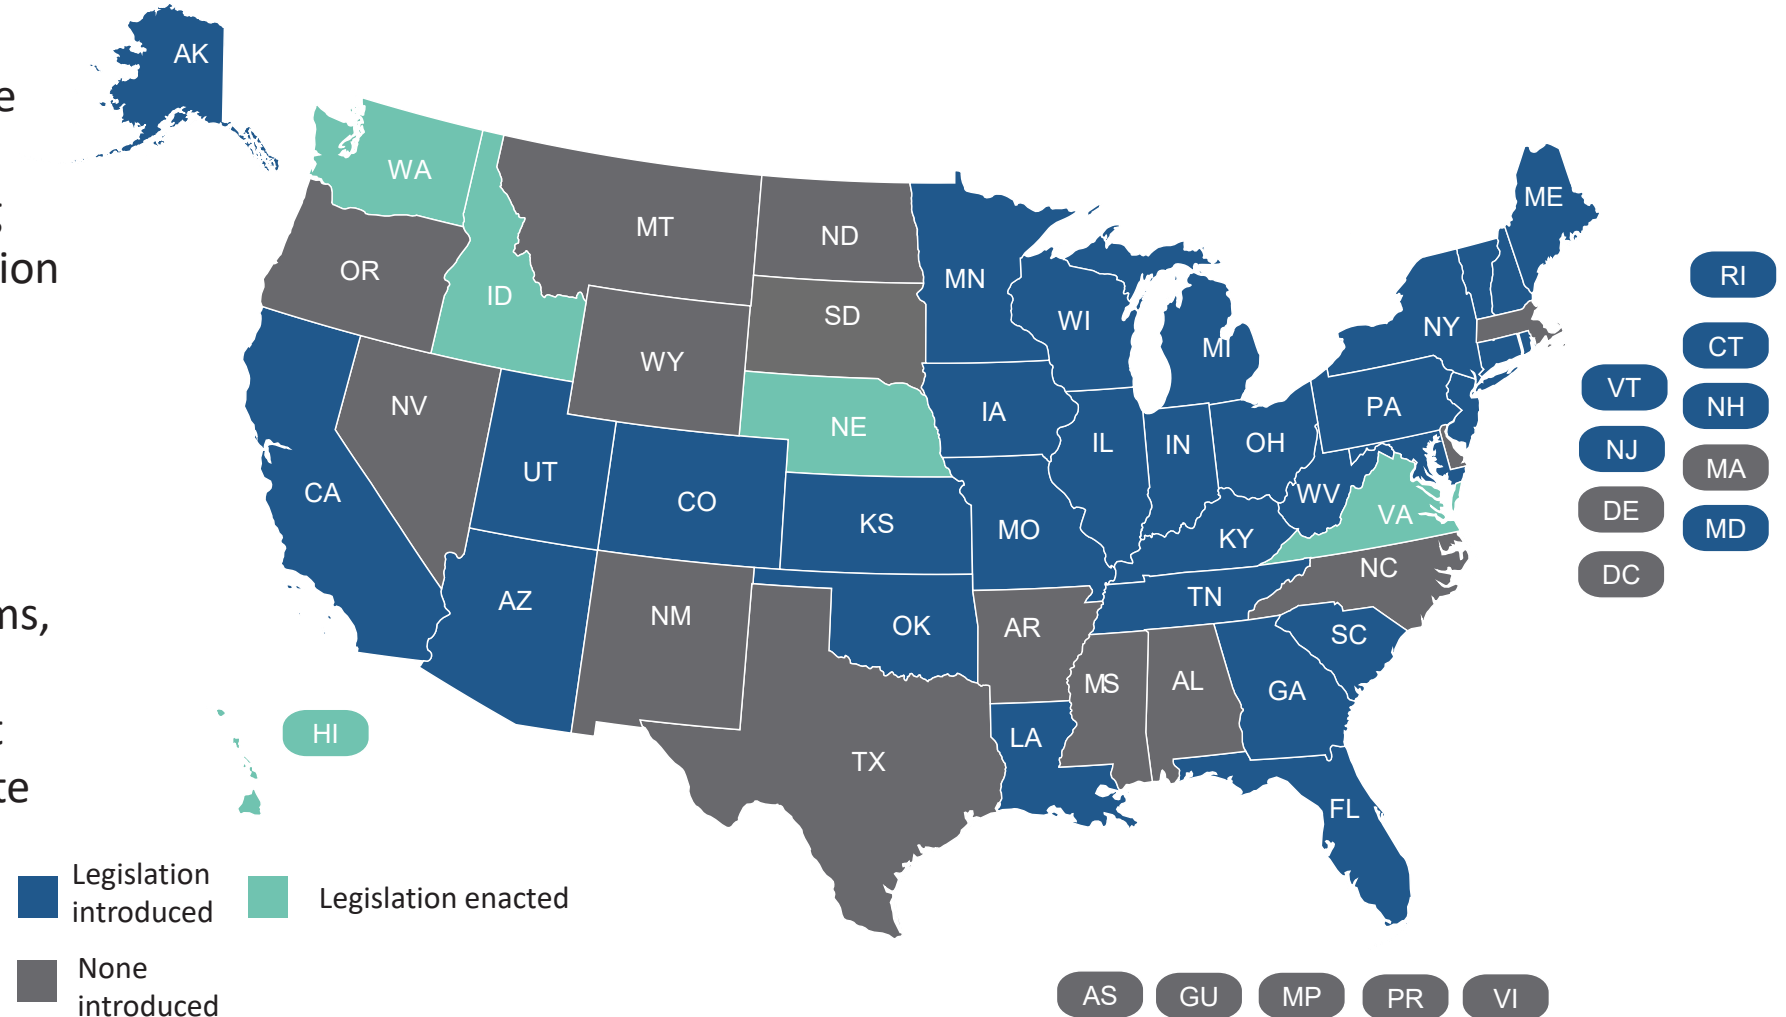 AK
e
WA
ME
MT
ND
ion
OR
MN
RI
ID
SD
WI
NY
MI
CT
WY
VT
NH
NV
IA
PA
NE
IL
IN
OH
NJ
UT
MA
CA
CO
WV
VA
DE
KS
MO
MD
KY
NC
DC
AZ
TN
NM
OK
AR
SC
ms,
MS
AL
GA
HI
LA
TX
te
FL
Legislation
introduced
Legislation enacted
None
introduced
AS
GU
MP
PR
VI